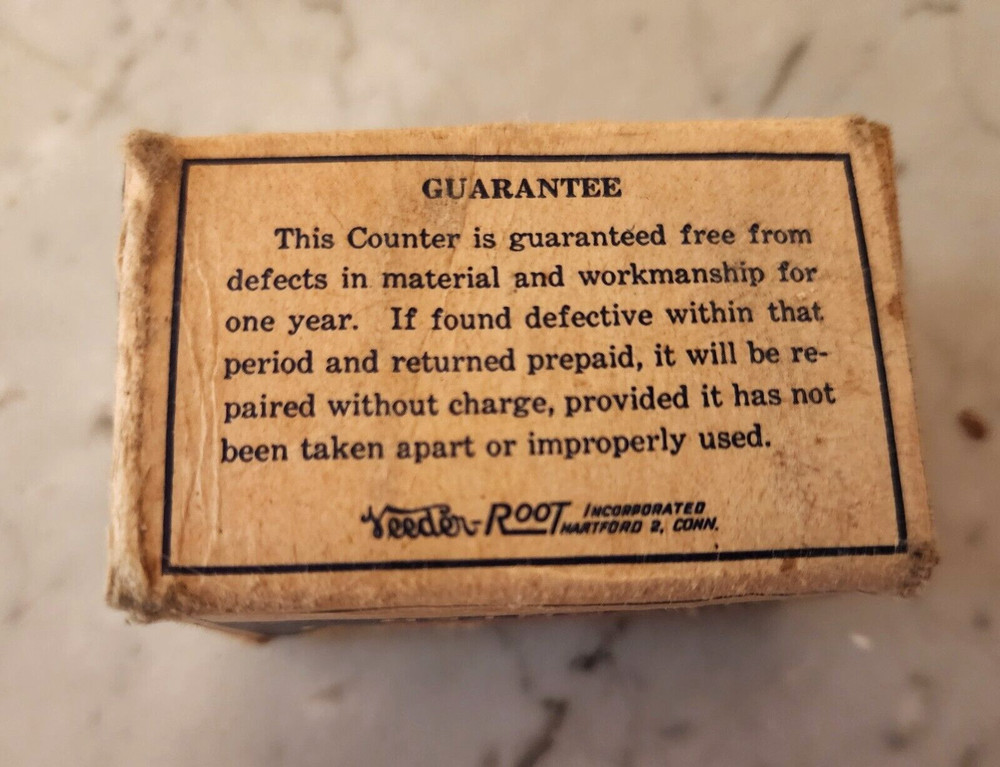 GUARANTEE
This Counter is guaranteed free from
defects in material and workmanship for
one year. If found defective within that
period and returned prepaid, it will be re-
paired without charge, provided it has not
been taken apart or improperly used.
Veeder-ROOT INCORPORATED
HARTFORD 2, CONN.